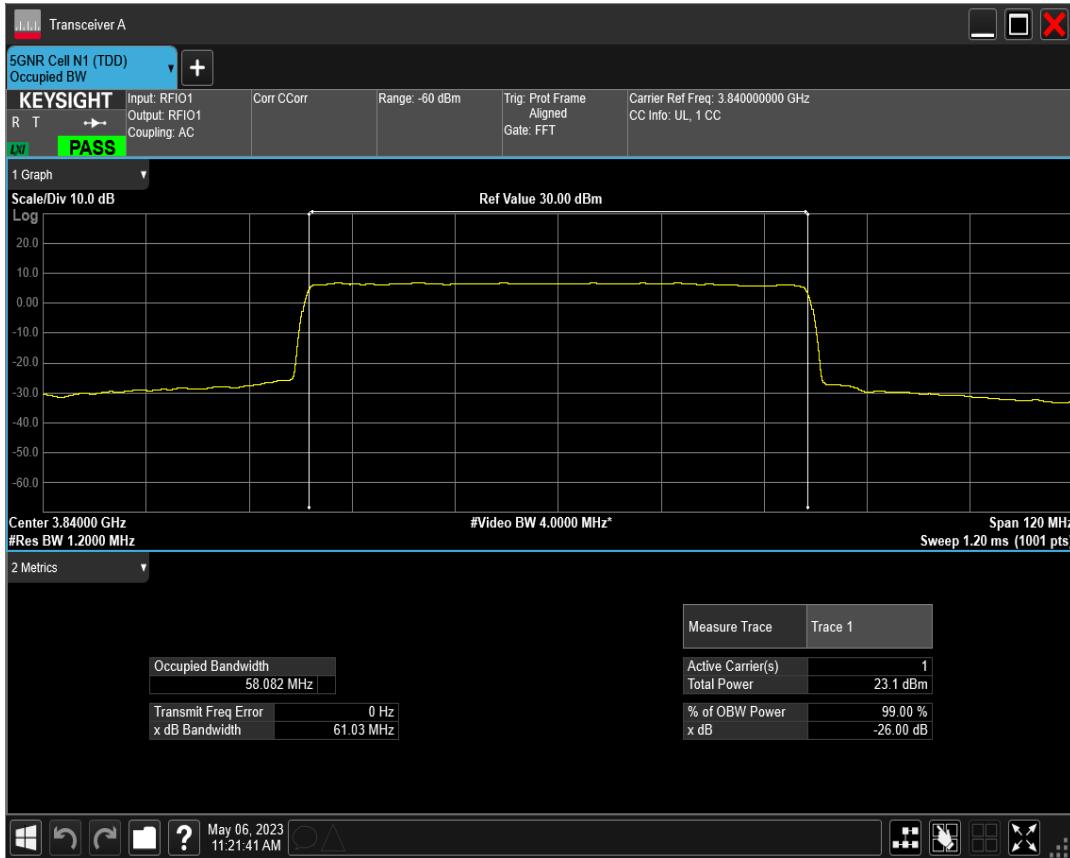 Transceiver A
5GNR Cell N1 (TDD)
Occupied BW
+
KEYSIGHT
R T
LXI
PASS
Input: RFIO1
Output: RFIO1
Coupling: AC
Corr CCorr
Range: -60 dBm
Trig: Prot Frame
Aligned
Gate: FFT
Carrier Ref Freq: 3.840000000 GHz
CC Info: UL, 1 CC
1 Graph
Scale/Div 10.0 dB
Ref Value 30.00 dBm
Log
20.0
10.0
0.00
-10.0
-20.0
-30.0
-40.0
-50.0
-60.0
Center 3.84000 GHz
#Video BW 4.0000 MHz*
Span 120 MHz
#Res BW 1.2000 MHz
Sweep 1.20 ms (1001 pts)
2 Metrics
Measure Trace Trace 1
Occupied Bandwidth
58.082 MHz
Active Carrier(s) 1
Total Power 23.1 dBm
Transmit Freq Error 0 Hz
x dB Bandwidth 61.03 MHz
% of OBW Power 99.00 %
x dB -26.00 dB
?
May 06, 2023
11:21:41 AM